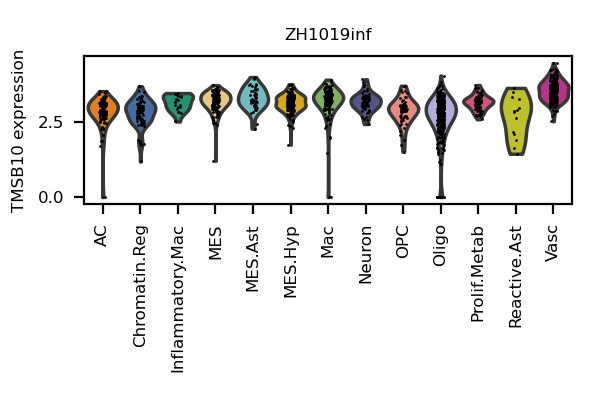 ZH1019inf
TMSB10 expression
2.5
0.0
AC
Chromatin.Reg
Inflammatory.Mac
MES
MES.Ast
MES.Hyp
Mac
Neuron
OPC
Oligo
Prolif.Metab
Reactive.Ast
Vasc